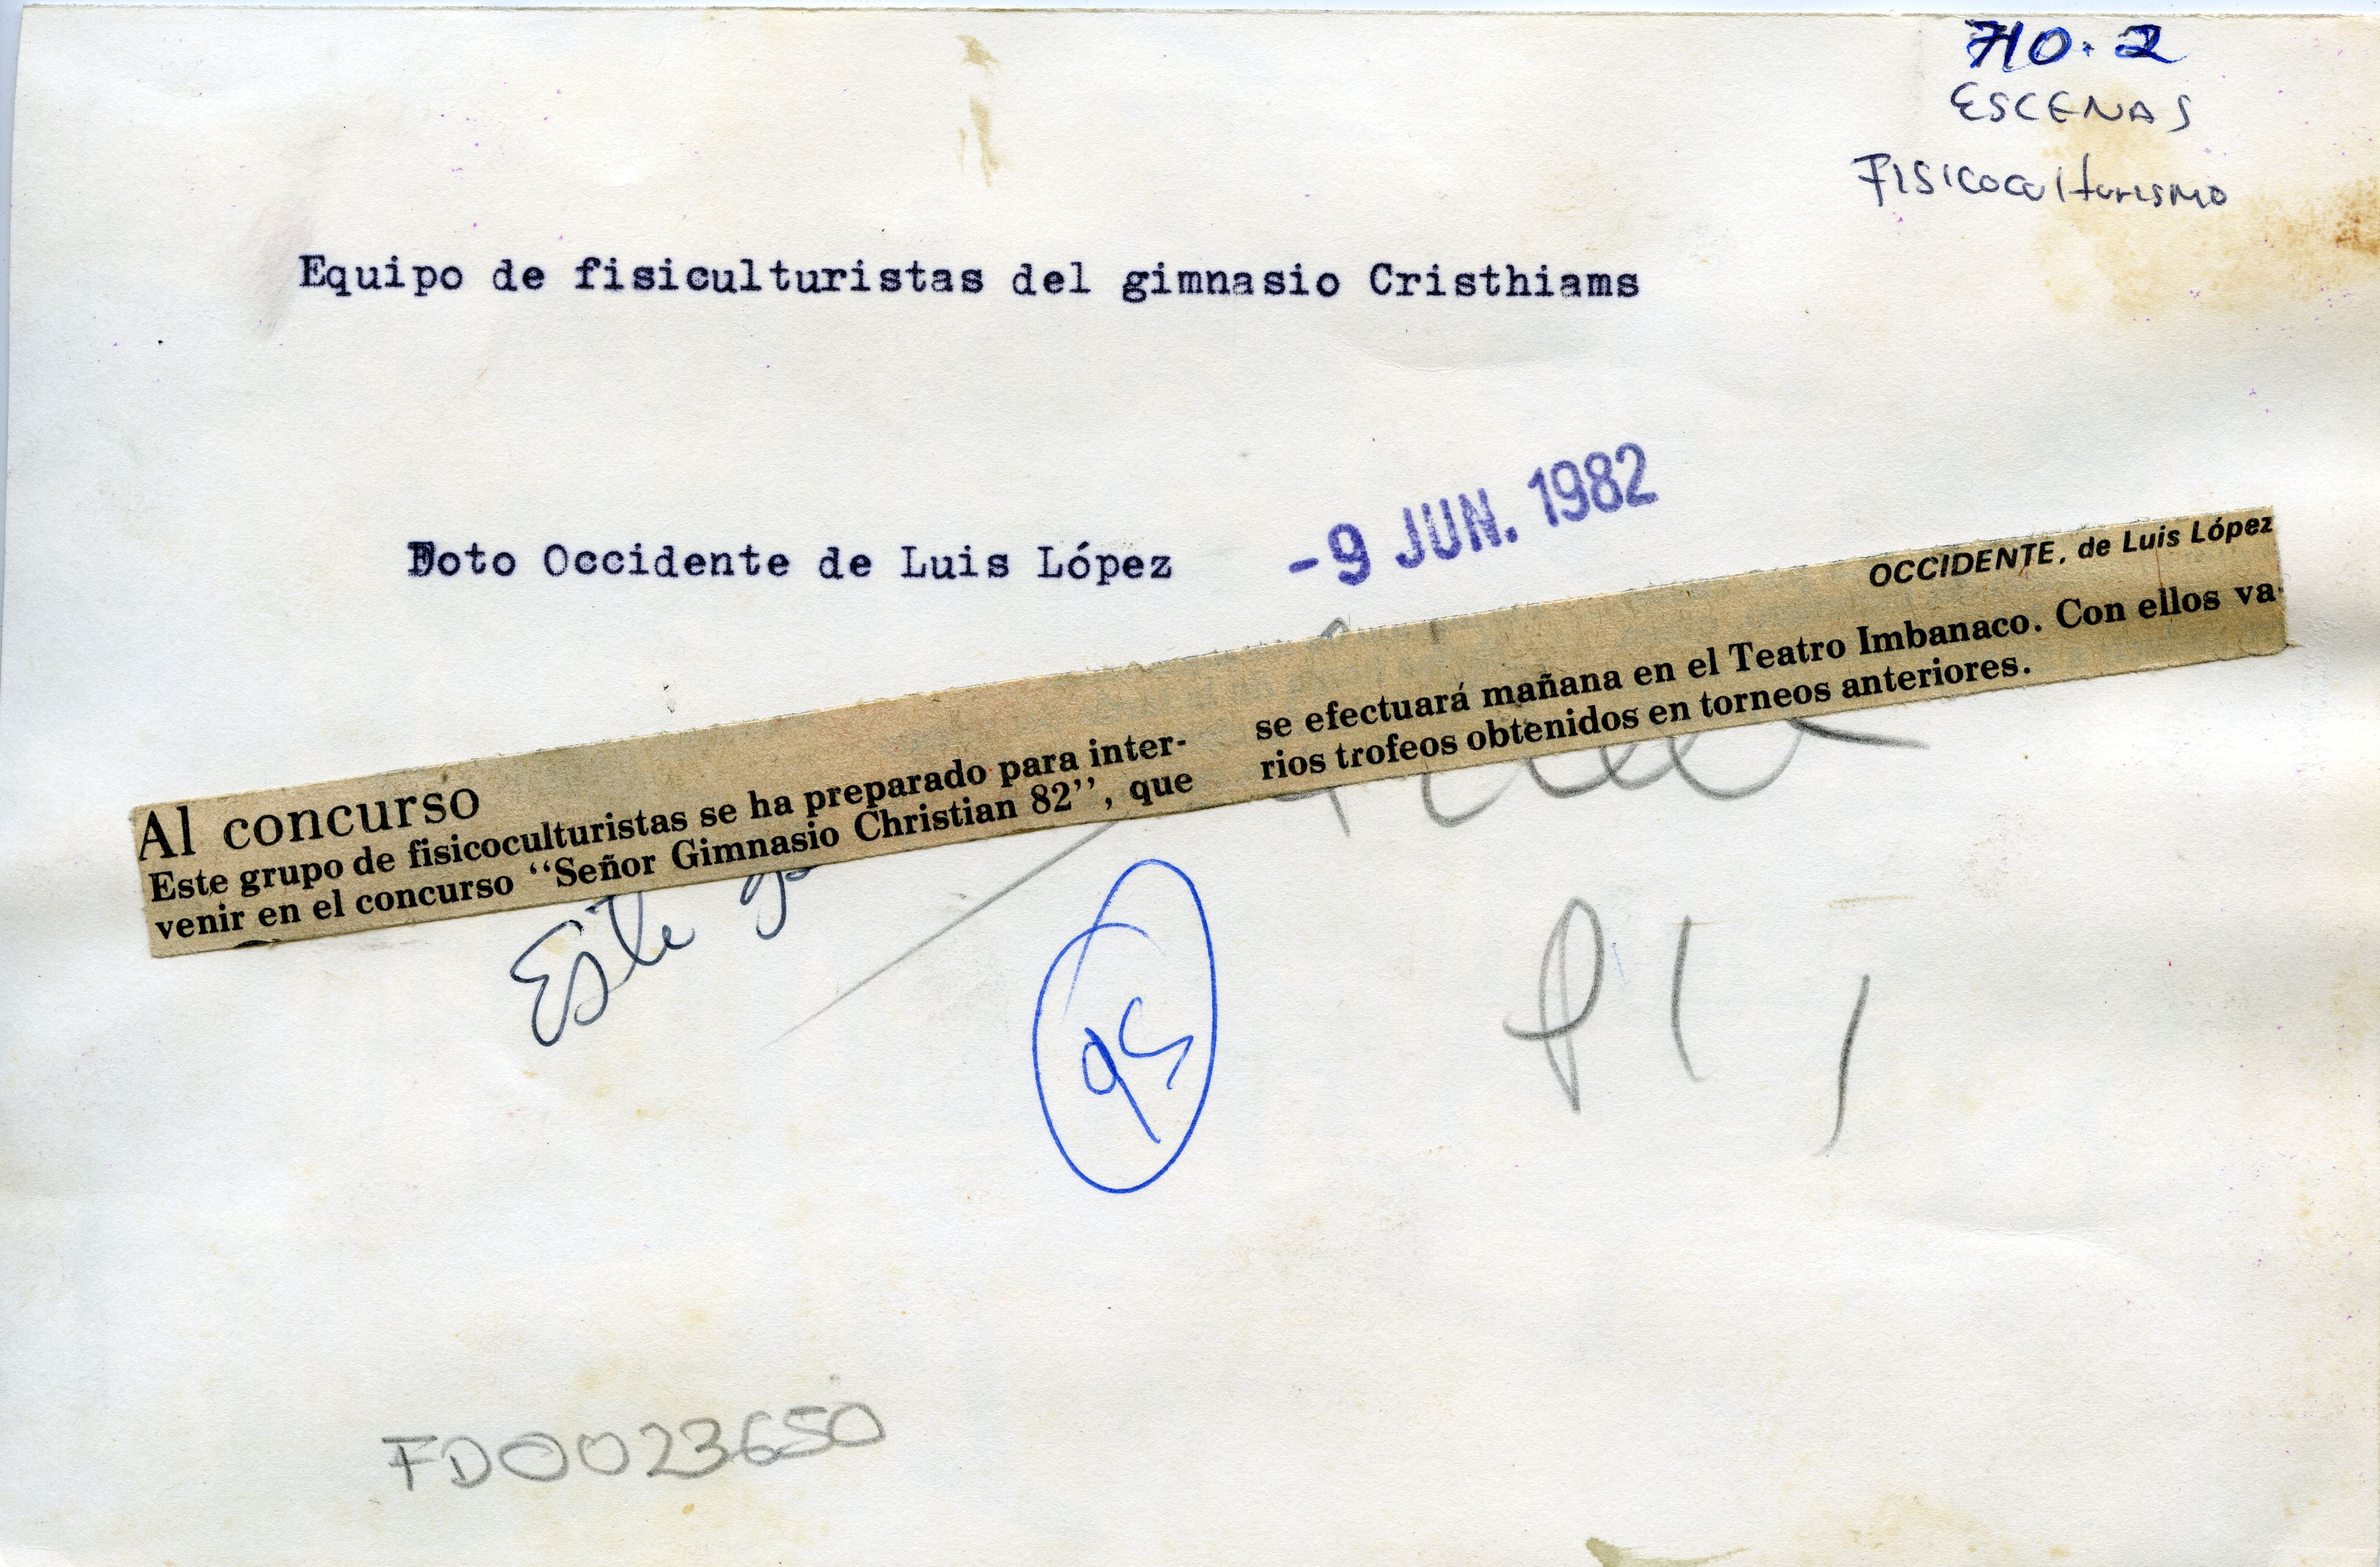 710.2
ESCENAS
FISICOCulturismo
Equipo de fisiculturistas del gimnasio Cristhiams
Foto Occidente de Luis López
-9 JUN. 1982
OCCIDENTE, de Luis López
Al concurso
Este grupo de fisicoculturistas se ha preparado para inter-
venir en el concurso “Señor Gimnasio Christian 82”, que
se efectuará mañana en el Teatro Imbanaco. Con ellos va-
rios trofeos obtenidos en torneos anteriores.
Este
FD0023650